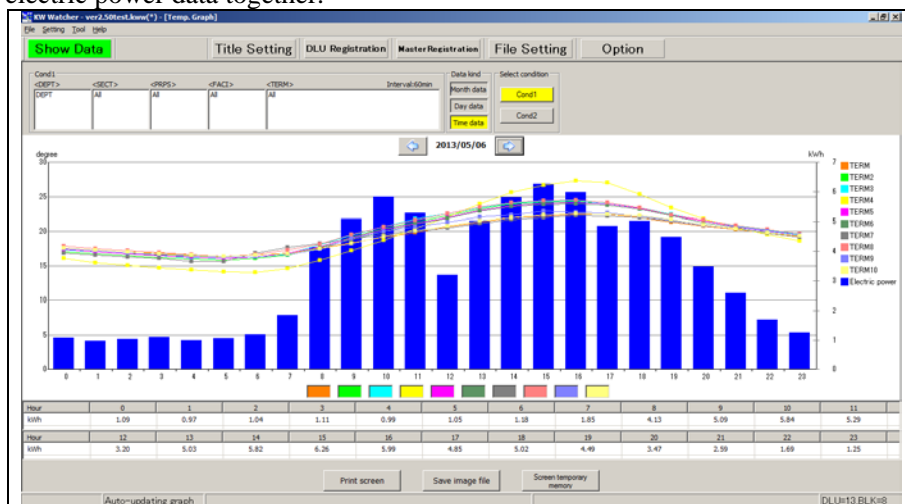 electric power data together.
KW Watcher - ver2.50test.kww(*) - [Temp. Graph]
File Setting Tool Help
Show Data Title Setting DLU Registration Master Registration File Setting Option
Cond1 Data kind Select condition
<DEPT> <SECT> <PRPS> <FACI> <TERM> Interval:60min
DEPT All All All All
Month data
Day data
Time data
Cond1
Cond2
2013/05/06
degree kWh
30 25 20 15 10 5 0
7 6 5 4 3 2 1 0
TERM
TERM2
TERM3
TERM4
TERM5
TERM6
TERM7
TERM8
TERM9
TERM10
Electric power
0 1 2 3 4 5 6 7 8 9 10 11 12 13 14 15 16 17 18 19 20 21 22 23
Hour 0 1 2 3 4 5 6 7 8 9 10 11
kWh 1.09 0.97 1.04 1.11 0.99 1.05 1.18 1.85 4.13 5.09 5.84 5.29
Hour 12 13 14 15 16 17 18 19 20 21 22 23
kWh 3.20 5.03 5.82 6.26 5.99 4.85 5.02 4.49 3.47 2.59 1.69 1.25
Print screen Save image file Screen temporary memory
Auto-updating graph DLU=13 BLK=8